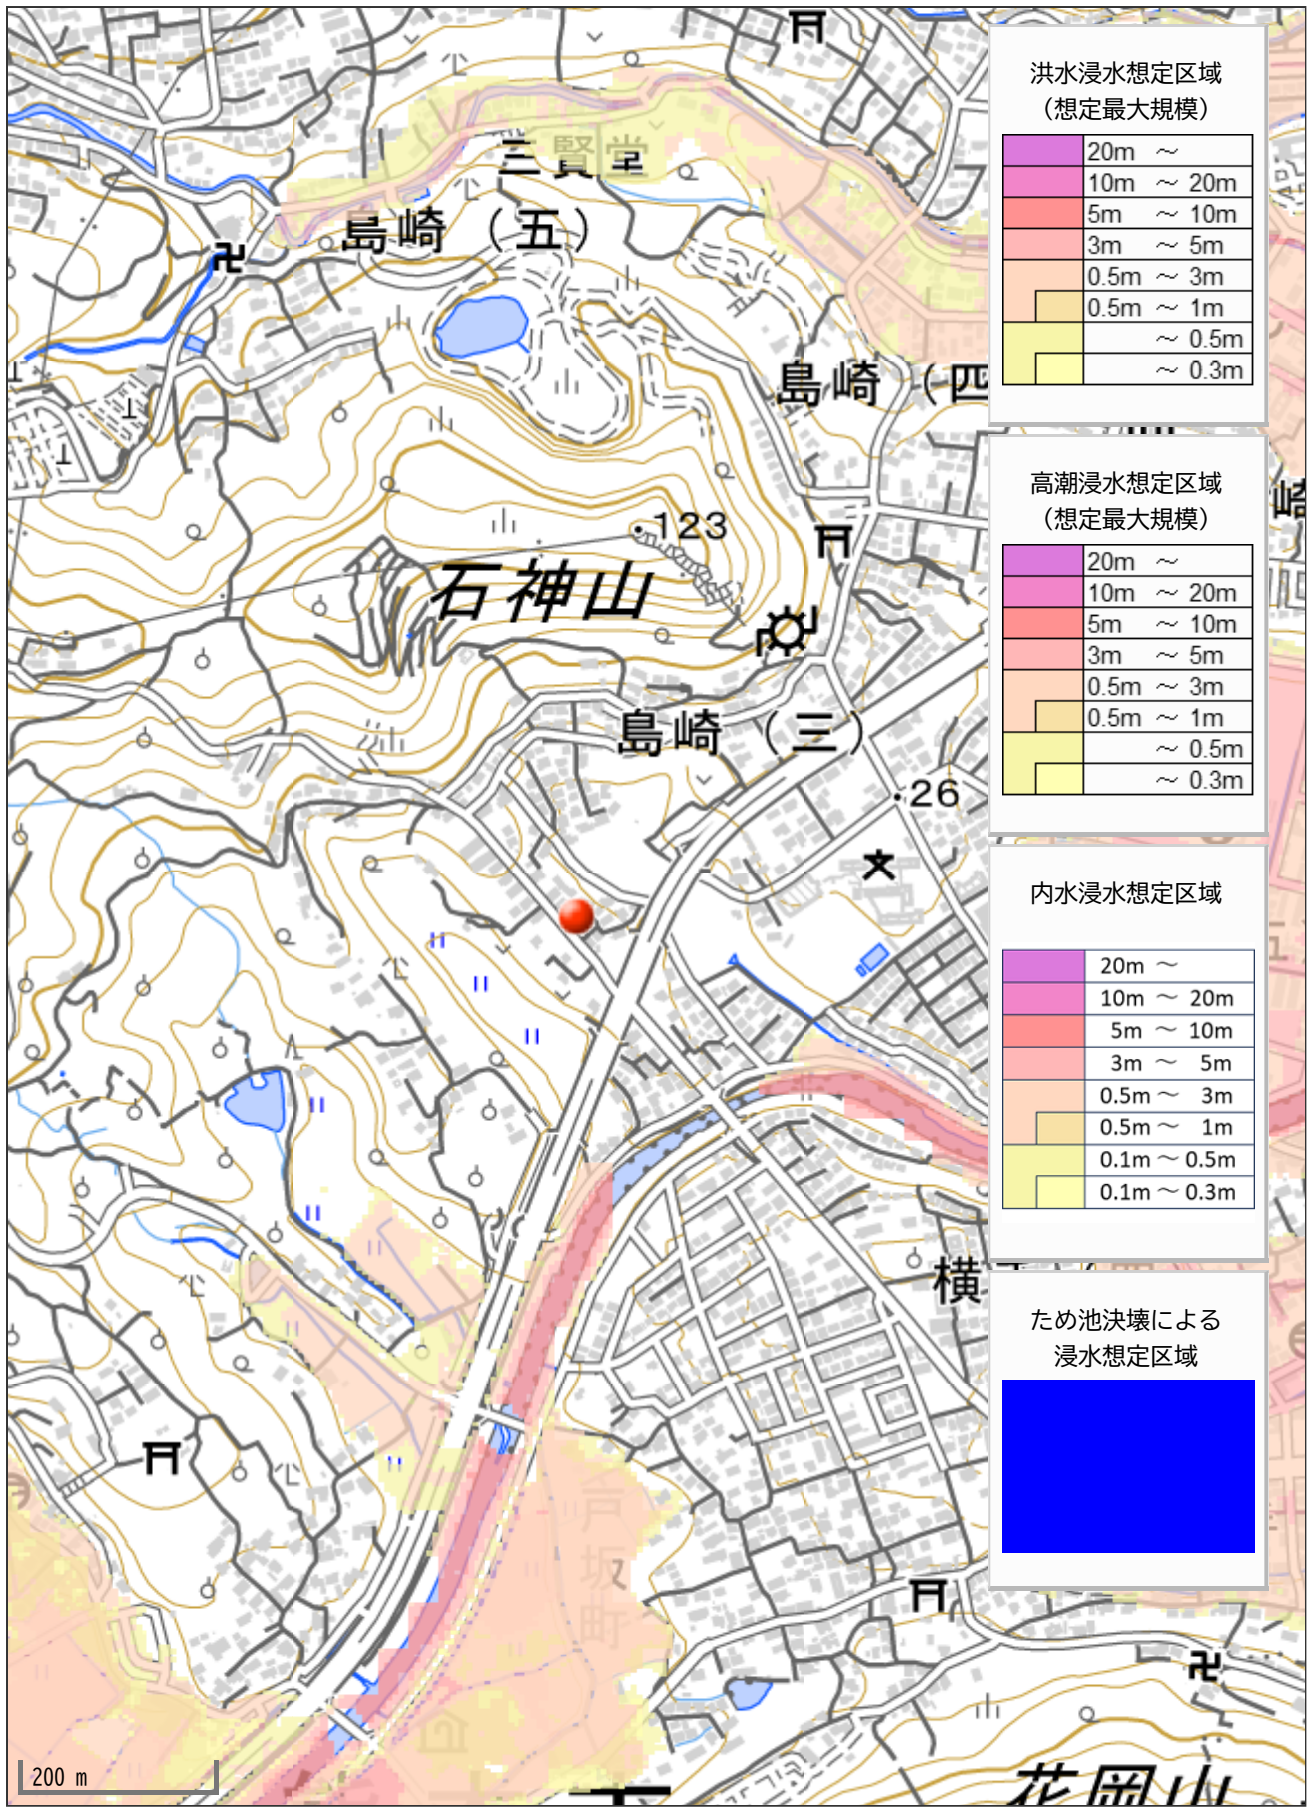 三賢堂
島崎（五）
島崎（四
123
石神山
島崎（三）
26
横
戸
坂
町
花岡山
200 m
洪水浸水想定区域
（想定最大規模）
20m ～
10m ～ 20m
5m ～ 10m
3m ～ 5m
0.5m ～ 3m
0.5m ～ 1m
～ 0.5m
～ 0.3m
高潮浸水想定区域
（想定最大規模）
20m ～
10m ～ 20m
5m ～ 10m
3m ～ 5m
0.5m ～ 3m
0.5m ～ 1m
～ 0.5m
～ 0.3m
内水浸水想定区域
20m ～
10m ～ 20m
5m ～ 10m
3m ～ 5m
0.5m ～ 3m
0.5m ～ 1m
0.1m ～ 0.5m
0.1m ～ 0.3m
ため池決壊による
浸水想定区域